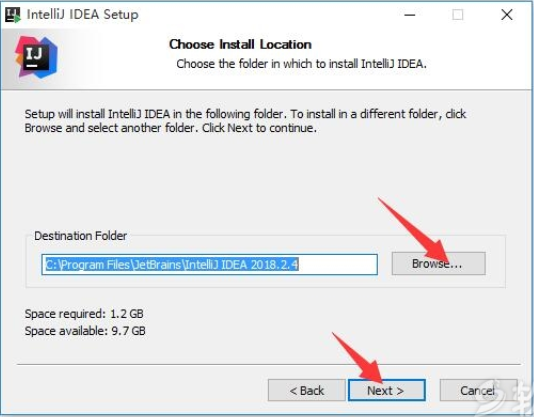 IntelliJ IDEA Setup
IJ
Choose Install Location
Choose the folder in which to install IntelliJ IDEA.
Setup will install IntelliJ IDEA in the following folder. To install in a different folder, click
Browse and select another folder. Click Next to continue.
Destination Folder
C:\Program Files\JetBrains\IntelliJ IDEA 2018.2.4
Browse...
Space required: 1.2 GB
Space available: 9.7 GB
< Back Next > Cancel